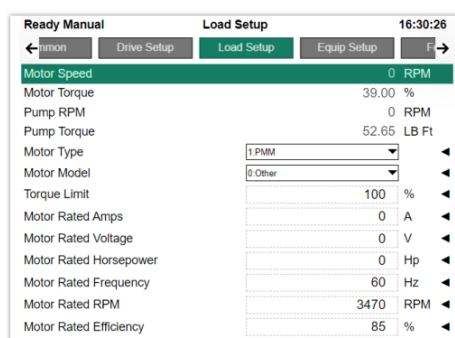 Ready Manual Load Setup 16:30:26
nmon Drive Setup Load Setup Equip Setup F
Motor Speed 0 RPM
Motor Torque 39.00 %
Pump RPM 0 RPM
Pump Torque 52.65 LB Ft
Motor Type 1:PMM
Motor Model 0:Other
Torque Limit 100 %
Motor Rated Amps 0 A
Motor Rated Voltage 0 V
Motor Rated Horsepower 0 Hp
Motor Rated Frequency 60 Hz
Motor Rated RPM 3470 RPM
Motor Rated Efficiency 85 %